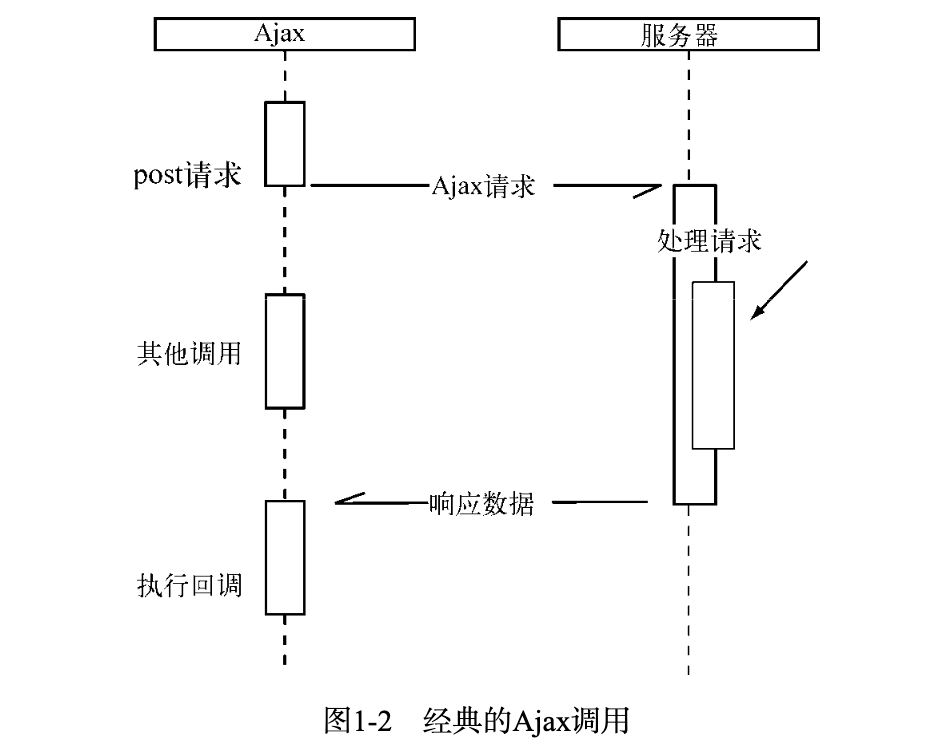 Ajax
服务器
post请求
Ajax请求
处理请求
其他调用
响应数据
执行回调
图1-2 经典的Ajax调用